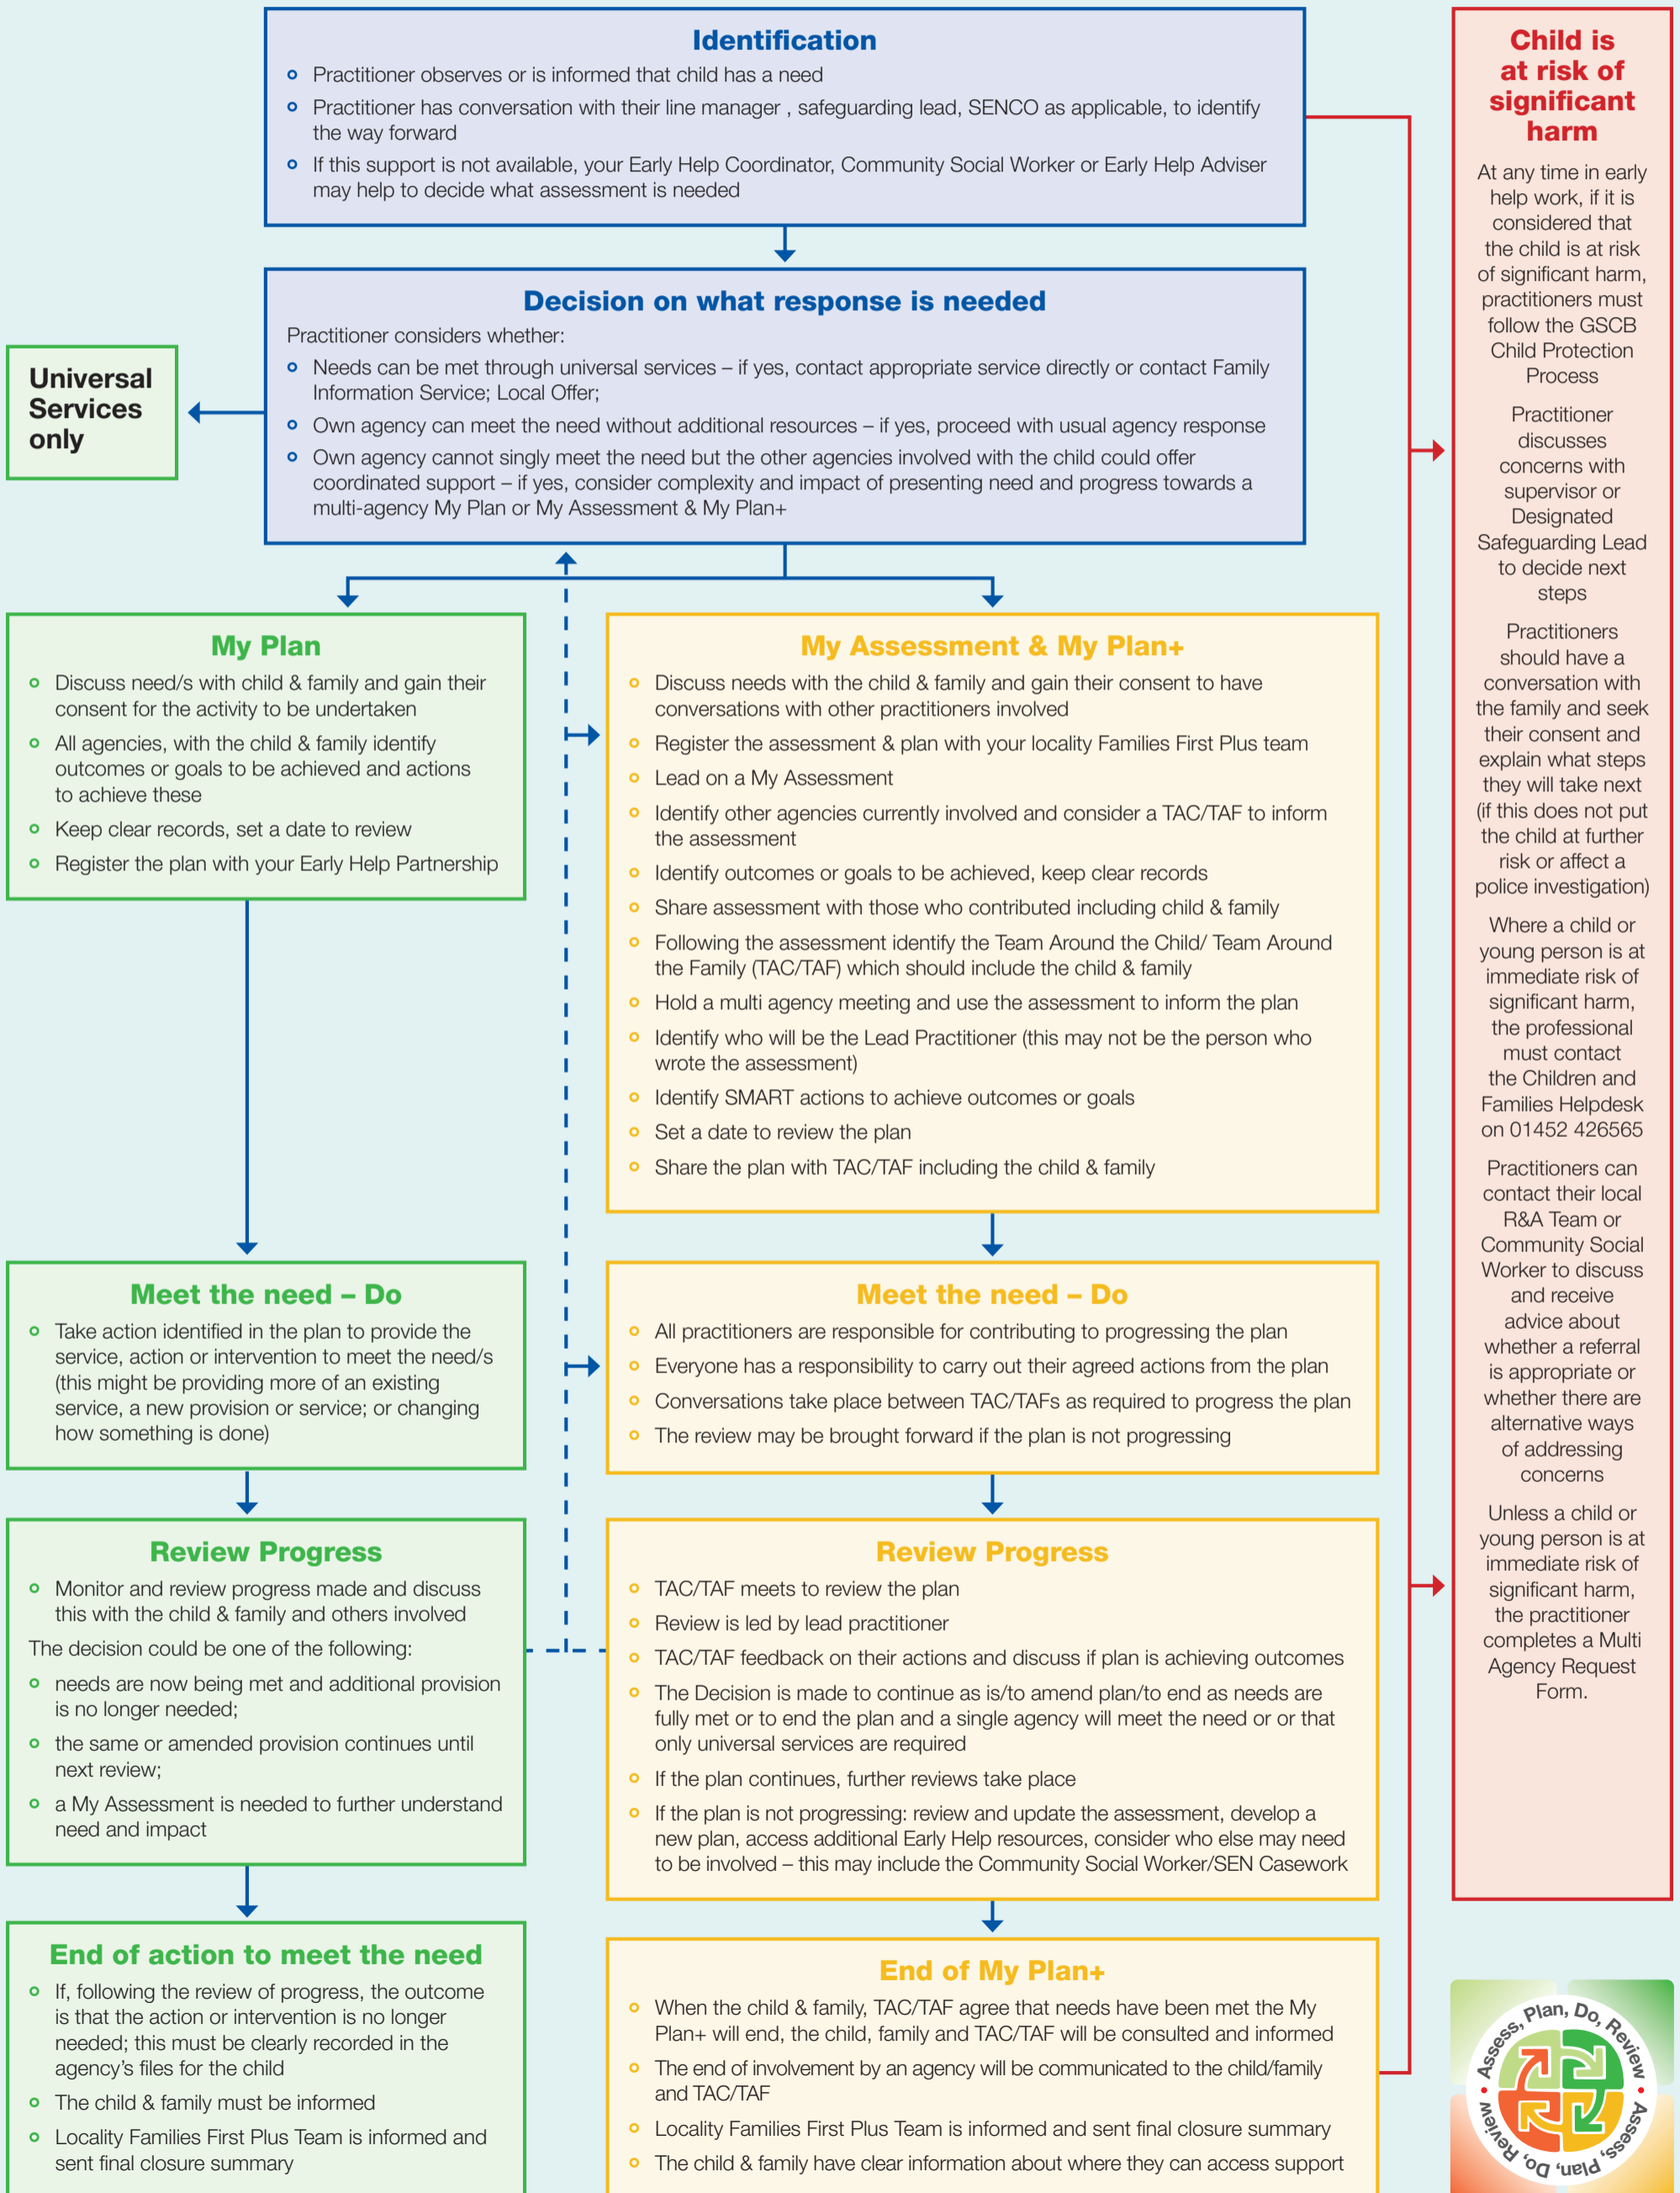 Identification
Practitioner observes or is informed that child has a need
Practitioner has conversation with their line manager , safeguarding lead, SENCO as applicable, to identify
the way forward
If this support is not available, your Early Help Coordinator, Community Social Worker or Early Help Adviser
may help to decide what assessment is needed
Decision on what response is needed
Practitioner considers whether:
Needs can be met through universal services – if yes, contact appropriate service directly or contact Family
Information Service; Local Offer;
Own agency can meet the need without additional resources – if yes, proceed with usual agency response
Own agency cannot singly meet the need but the other agencies involved with the child could offer
coordinated support – if yes, consider complexity and impact of presenting need and progress towards a
multi-agency My Plan or My Assessment & My Plan+
Universal
Services
only
My Plan
Discuss need/s with child & family and gain their
consent for the activity to be undertaken
All agencies, with the child & family identify
outcomes or goals to be achieved and actions
to achieve these
Keep clear records, set a date to review
Register the plan with your Early Help Partnership
Meet the need – Do
Take action identified in the plan to provide the
service, action or intervention to meet the need/s
(this might be providing more of an existing
service, a new provision or service; or changing
how something is done)
Review Progress
Monitor and review progress made and discuss
this with the child & family and others involved
The decision could be one of the following:
needs are now being met and additional provision
is no longer needed;
the same or amended provision continues until
next review;
a My Assessment is needed to further understand
need and impact
End of action to meet the need
If, following the review of progress, the outcome
is that the action or intervention is no longer
needed; this must be clearly recorded in the
agency's files for the child
The child & family must be informed
Locality Families First Plus Team is informed and
sent final closure summary
My Assessment & My Plan+
Discuss needs with the child & family and gain their consent to have
conversations with other practitioners involved
Register the assessment & plan with your locality Families First Plus team
Lead on a My Assessment
Identify other agencies currently involved and consider a TAC/TAF to inform
the assessment
Identify outcomes or goals to be achieved, keep clear records
Share assessment with those who contributed including child & family
Following the assessment identify the Team Around the Child/ Team Around
the Family (TAC/TAF) which should include the child & family
Hold a multi agency meeting and use the assessment to inform the plan
Identify who will be the Lead Practitioner (this may not be the person who
wrote the assessment)
Identify SMART actions to achieve outcomes or goals
Set a date to review the plan
Share the plan with TAC/TAF including the child & family
Meet the need – Do
All practitioners are responsible for contributing to progressing the plan
Everyone has a responsibility to carry out their agreed actions from the plan
Conversations take place between TAC/TAFs as required to progress the plan
The review may be brought forward if the plan is not progressing
Review Progress
TAC/TAF meets to review the plan
Review is led by lead practitioner
TAC/TAF feedback on their actions and discuss if plan is achieving outcomes
The Decision is made to continue as is/to amend plan/to end as needs are
fully met or to end the plan and a single agency will meet the need or or that
only universal services are required
If the plan continues, further reviews take place
If the plan is not progressing: review and update the assessment, develop a
new plan, access additional Early Help resources, consider who else may need
to be involved – this may include the Community Social Worker/SEN Casework
End of My Plan+
When the child & family, TAC/TAF agree that needs have been met the My
Plan+ will end, the child, family and TAC/TAF will be consulted and informed
The end of involvement by an agency will be communicated to the child/family
and TAC/TAF
Locality Families First Plus Team is informed and sent final closure summary
The child & family have clear information about where they can access support
Child is
at risk of
significant
harm
At any time in early
help work, if it is
considered that
the child is at risk
of significant harm,
practitioners must
follow the GSCB
Child Protection
Process
Practitioner
discusses
concerns with
supervisor or
Designated
Safeguarding Lead
to decide next
steps
Practitioners
should have a
conversation with
the family and seek
their consent and
explain what steps
they will take next
(if this does not put
the child at further
risk or affect a
police investigation)
Where a child or
young person is at
immediate risk of
significant harm,
the professional
must contact
the Children and
Families Helpdesk
on 01452 426565
Practitioners can
contact their local
R&A Team or
Community Social
Worker to discuss
and receive
advice about
whether a referral
is appropriate or
whether there are
alternative ways
of addressing
concerns
Unless a child or
young person is at
immediate risk of
significant harm,
the practitioner
completes a Multi
Agency Request
Form.
Assess, Plan, Do, Review
Assess, Plan, Do, Review